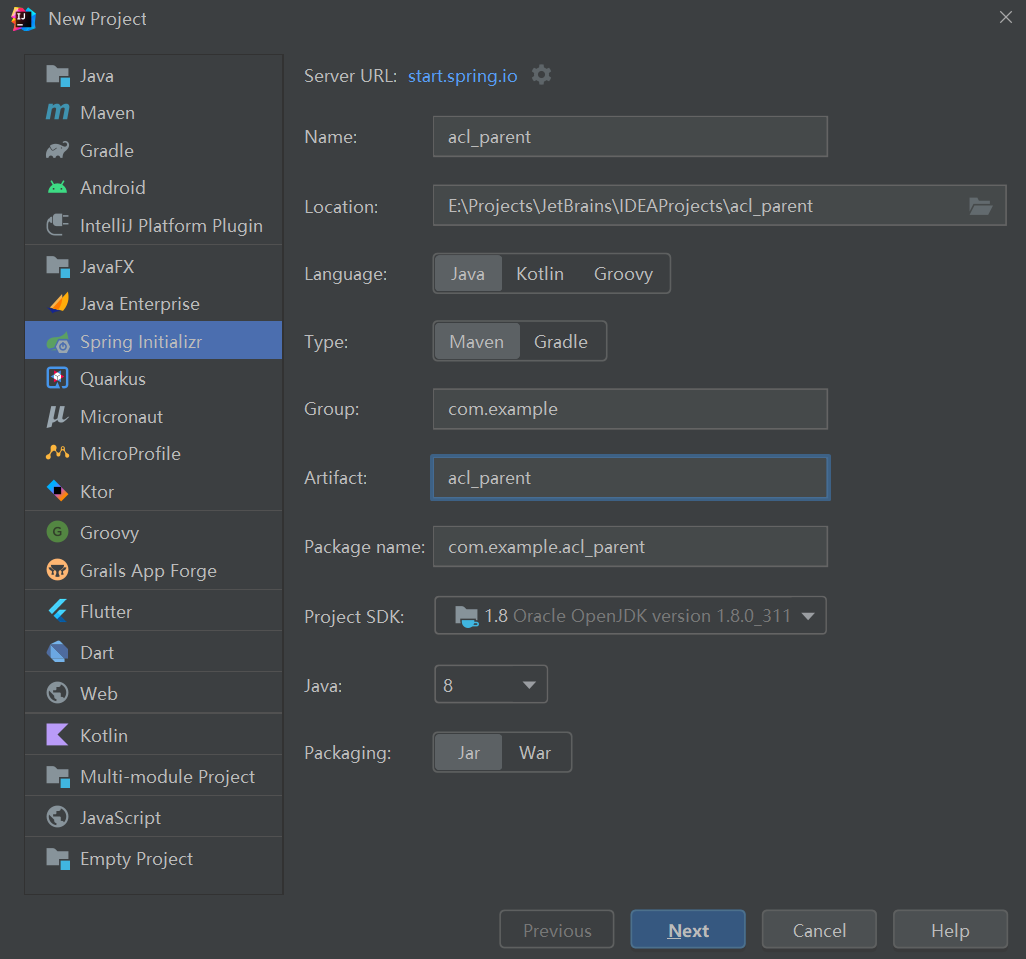 New Project
Java
Maven
Gradle
Android
IntelliJ Platform Plugin
JavaFX
Java Enterprise
Spring Initializr
Quarkus
Micronaut
MicroProfile
Ktor
Groovy
Grails App Forge
Flutter
Dart
Web
Kotlin
Multi-module Project
JavaScript
Empty Project
Server URL: start.spring.io
Name: acl_parent
Location: E:\Projects\JetBrains\IDEAProjects\acl_parent
Language: Java Kotlin Groovy
Type: Maven Gradle
Group: com.example
Artifact: acl_parent
Package name: com.example.acl_parent
Project SDK: 1.8 Oracle OpenJDK version 1.8.0_311
Java: 8
Packaging: Jar War
Previous Next Cancel Help